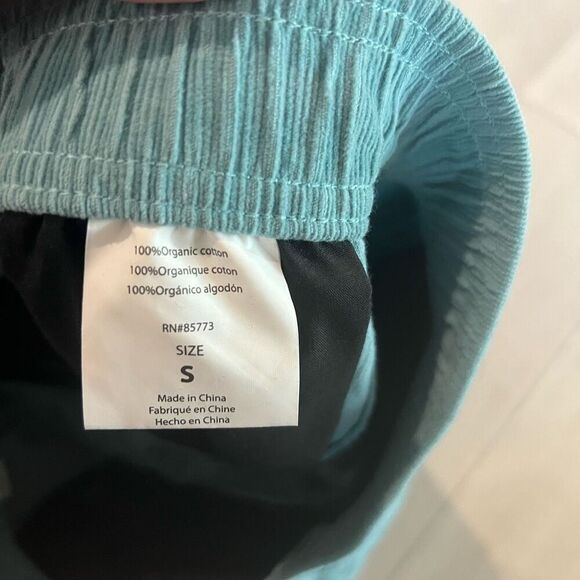 100%Organic cotton
100%Organique coton
100%Orgánico algodón
RN#85773
SIZE
S
Made in China
Fabriqué en Chine
Hecho en China